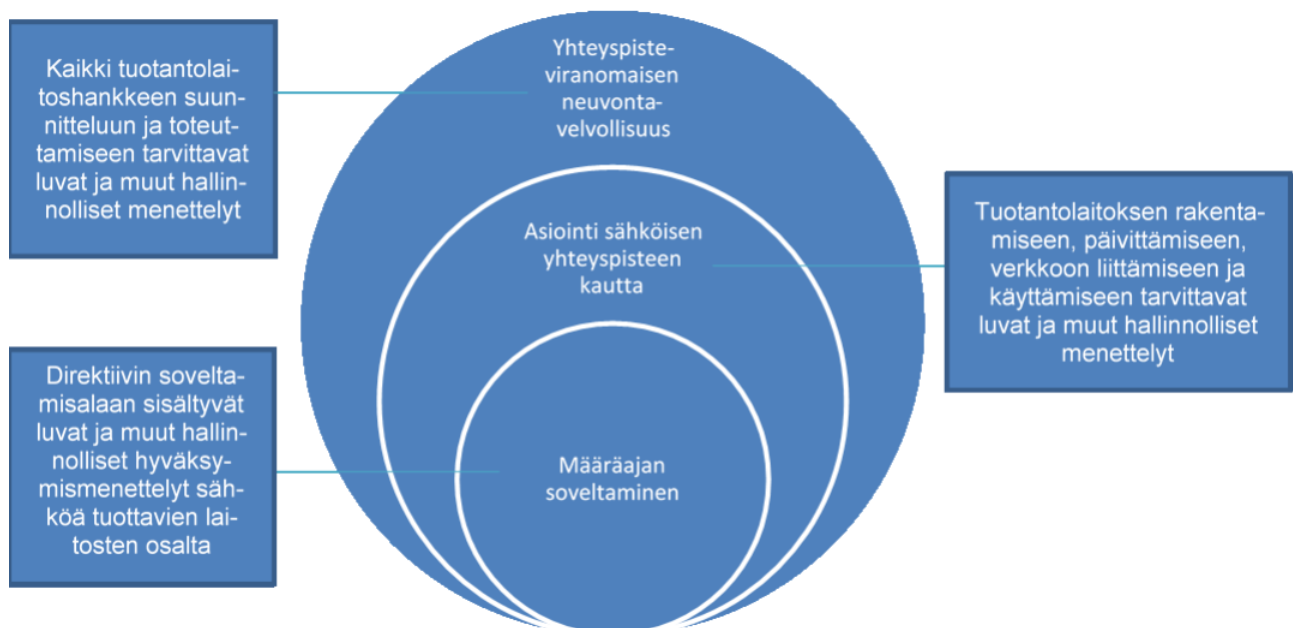 Kaikki tuotantolai-
toshankkeen suun-
nitteluun ja toteut-
tamiseen tarvittavat
luvat ja muut hallin-
nolliset menettelyt
Yhteyspiste-
viranomaisen
neuvonta-
velvollisuus
Asiointi sähköisen
yhteyspisteen
kautta
Tuotantolaitoksen rakenta-
miseen, päivittämiseen,
verkkoon liittämiseen ja
käyttämiseen tarvittavat
luvat ja muut hallinnolliset
menettelyt
Direktiivin sovelta-
misalaan sisältyvät
luvat ja muut hallin-
nolliset hyväksy-
mismenettelyt säh-
köä tuottavien lai-
tosten osalta
Määräajan
soveltaminen